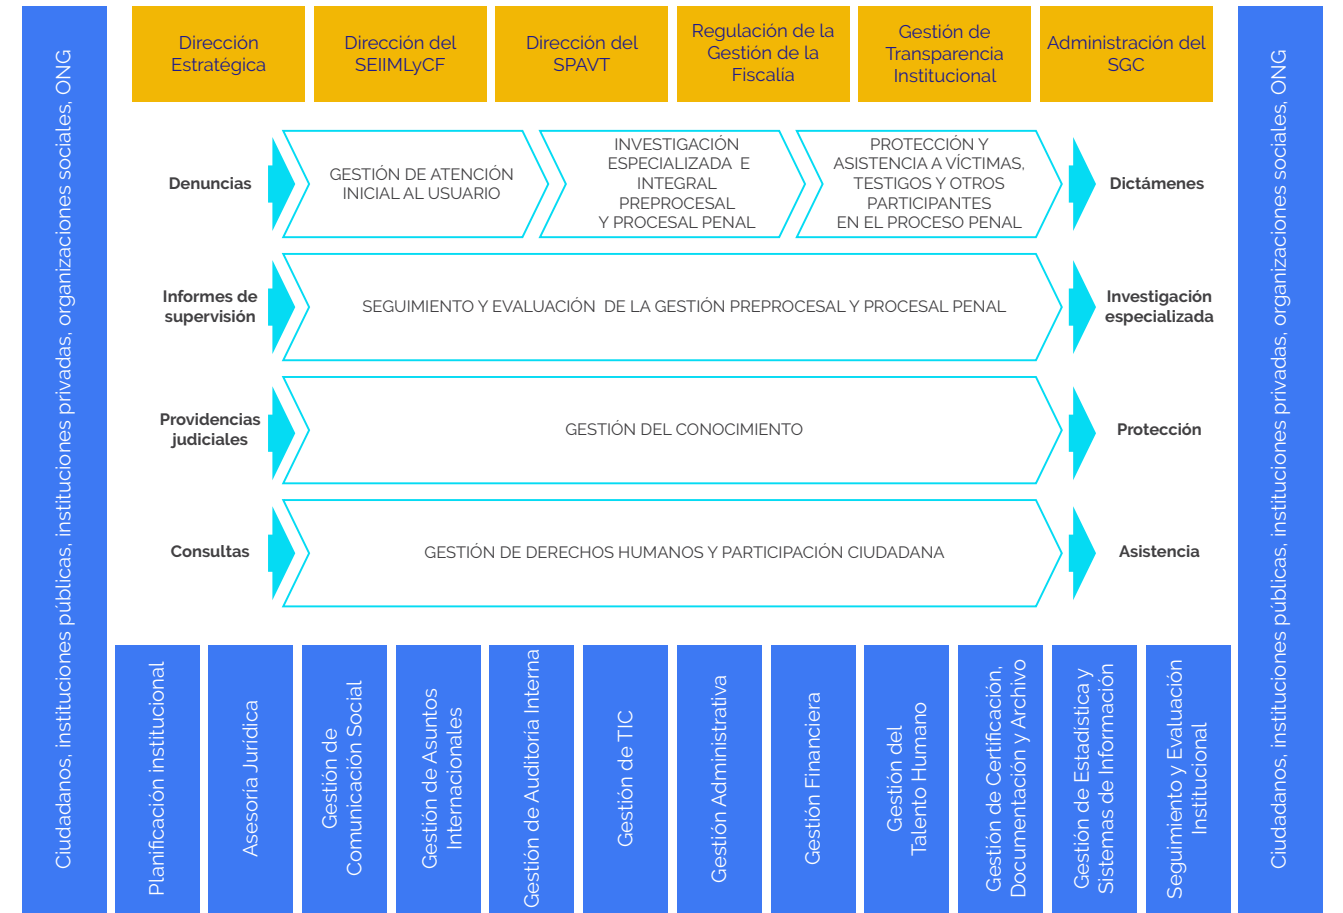 Ciudadanos, instituciones públicas, instituciones privadas, organizaciones sociales, ONG
Dirección
Estratégica
Dirección del
SEIIMLyCF
Dirección del
SPAVT
Regulación de la
Gestión de la
Fiscalía
Gestión de
Transparencia
Institucional
Administración del
SGC
Denuncias
GESTIÓN DE ATENCIÓN
INICIAL AL USUARIO
INVESTIGACIÓN
ESPECIALIZADA E
INTEGRAL
PREPROCESAL
Y PROCESAL PENAL
PROTECCIÓN Y
ASISTENCIA A VÍCTIMAS,
TESTIGOS Y OTROS
PARTICIPANTES
EN EL PROCESO PENAL
Dictámenes
Informes de
supervisión
SEGUIMIENTO Y EVALUACIÓN DE LA GESTIÓN PREPROCESAL Y PROCESAL PENAL
Investigación
especializada
Providencias
judiciales
GESTIÓN DEL CONOCIMIENTO
Protección
Consultas
GESTIÓN DE DERECHOS HUMANOS Y PARTICIPACIÓN CIUDADANA
Asistencia
Planificación institucional
Asesoría Jurídica
Gestión de
Comunicación Social
Gestión de Asuntos
Internacionales
Gestión de Auditoría Interna
Gestión de TIC
Gestión Administrativa
Gestión Financiera
Gestión del
Talento Humano
Gestión de Certificación,
Documentación y Archivo
Gestión de Estadística y
Sistemas de Información
Seguimiento y Evaluación
Institucional
Ciudadanos, instituciones públicas, instituciones privadas, organizaciones sociales, ONG